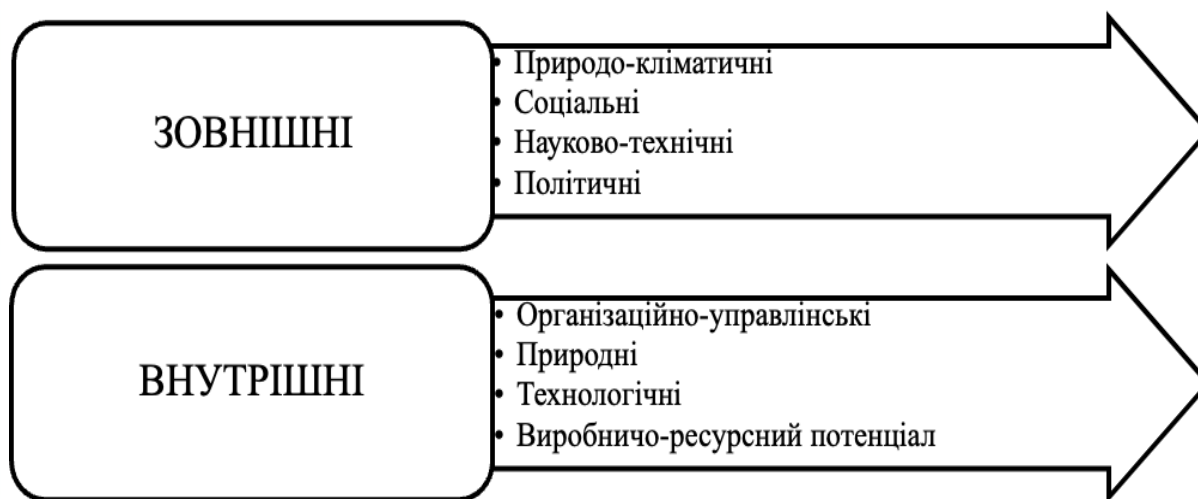 ЗОВНІШНІ
• Природо-кліматичні
• Соціальні
• Науково-технічні
• Політичні
ВНУТРІШНІ
• Організаційно-управлінські
• Природні
• Технологічні
• Виробничо-ресурсний потенціал